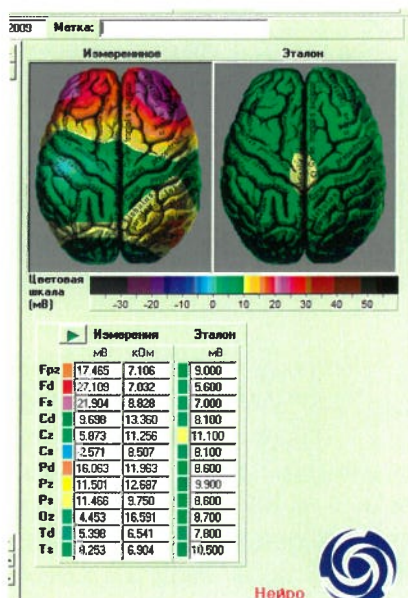 2009 Метка:
Измеренное Эталон
Цветовая
шкала
(мВ) -30 -20 -10 0 10 20 30 40 50
Измерения Эталон
мВ кОм мВ
Fpz 17.465 7.106 9.000
Fd 27.109 7.032 5.600
Fs 21.904 8.828 7.000
Cd 9.698 13.360 8.100
Cz 5.873 11.256 11.100
Cs -2.571 8.507 8.100
Pd 16.063 11.963 8.600
Pz 11.501 12.687 9.900
Ps 11.466 9.750 8.600
Oz 4.453 16.591 8.700
Td 5.398 6.541 7.800
Ts 8.253 6.904 10.500
Нейро